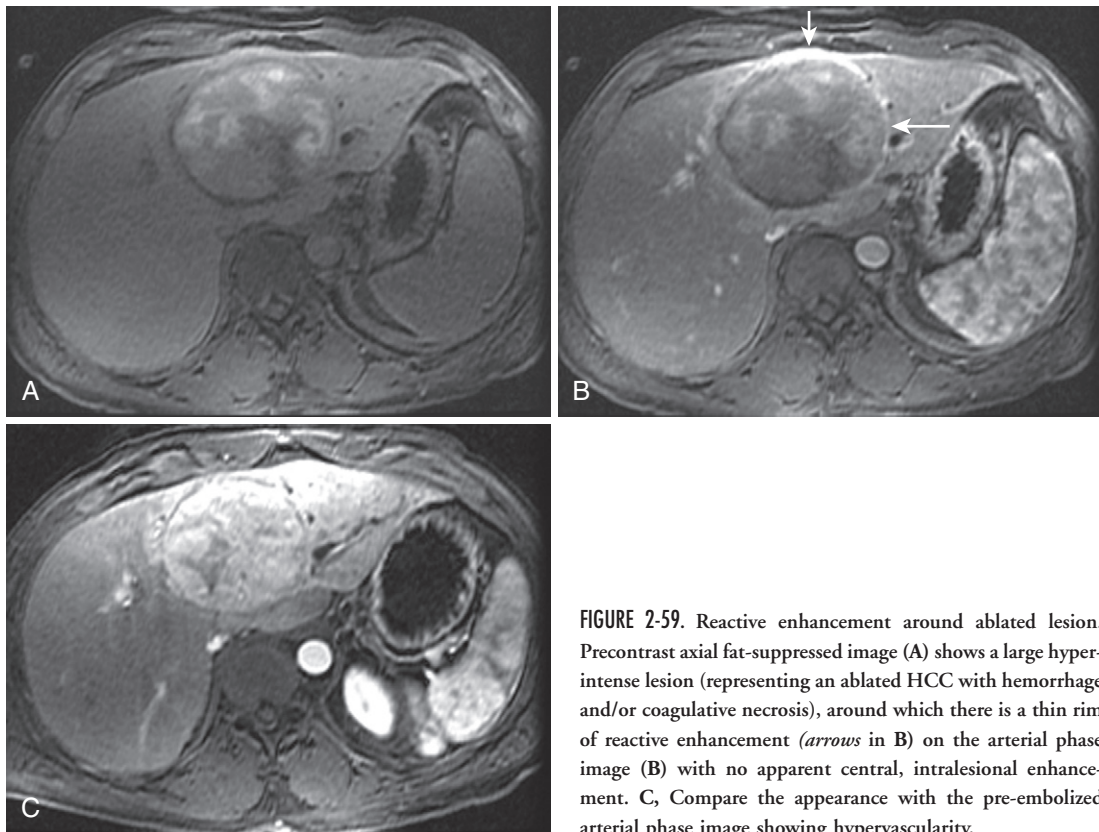 A
B
C
FIGURE 2-59. Reactive enhancement around ablated lesion.
Precontrast axial fat-suppressed image (A) shows a large hyper-
intense lesion (representing an ablated HCC with hemorrhage
and/or coagulative necrosis), around which there is a thin rim
of reactive enhancement (arrows in B) on the arterial phase
image (B) with no apparent central, intralesional enhance-
ment. C, Compare the appearance with the pre-embolized
arterial phase image showing hypervascularity.